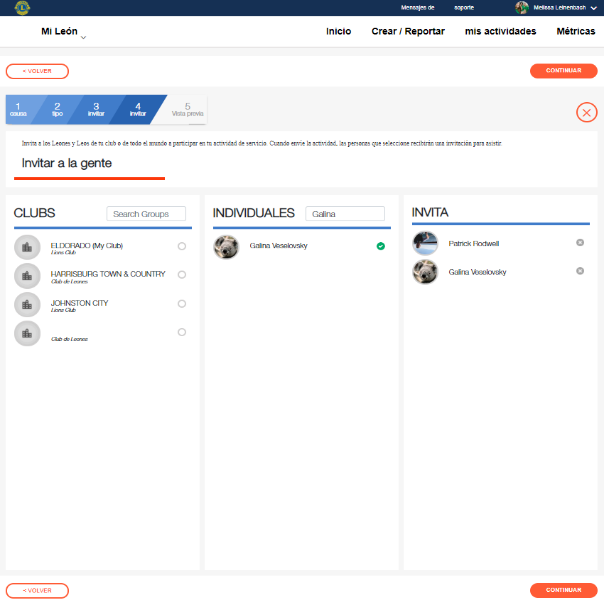 Mensajes de soporte Melissa Leinenbach
Mi León Inicio Crear / Reportar mis actividades Métricas
< VOLVER CONTINUAR
1 2 3 4 5
causa tipo Invitar Invitar Vista previa
Invita a los Leones y Leos de tu club o de todo el mundo a participar en tu actividad de servicio. Cuando envíe la actividad, las personas que seleccione recibirán una invitación para asistir.
Invitar a la gente
CLUBS Search Groups
ELDORADO (My Club)
Lions Club
HARRISBURG TOWN & COUNTRY
Club de Leones
JOHNSTON CITY
Lions Club
Club de Leones
INDIVIDUALES Galina
Galina Veselovsky
INVITA
Patrick Rodwell
Galina Veselovsky
< VOLVER CONTINUAR